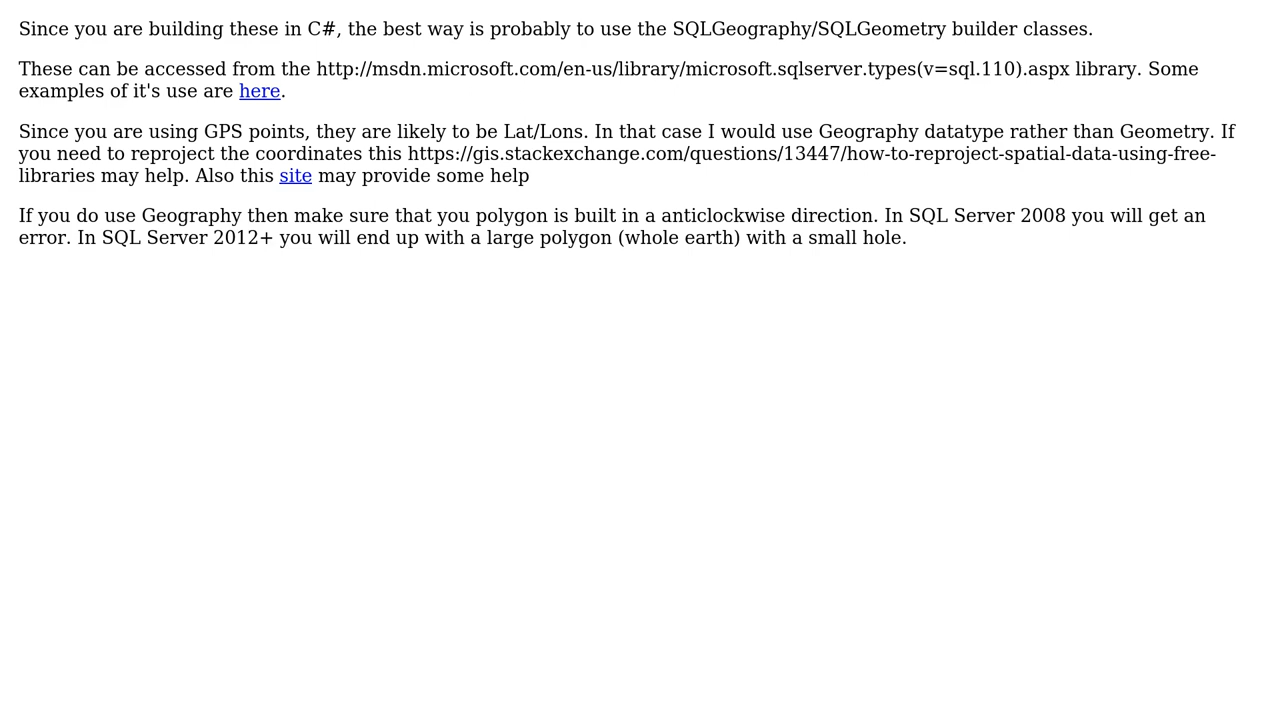 Since you are building these in C#, the best way is probably to use the SQLGeography/SQLGeometry builder classes.
These can be accessed from the http://msdn.microsoft.com/en-us/library/microsoft.sqlserver.types(v=sql.110).aspx library. Some
examples of it's use are here.
Since you are using GPS points, they are likely to be Lat/Lons. In that case I would use Geography datatype rather than Geometry. If
you need to reproject the coordinates this https://gis.stackexchange.com/questions/13447/how-to-reproject-spatial-data-using-free-
libraries may help. Also this site may provide some help
If you do use Geography then make sure that you polygon is built in a anticlockwise direction. In SQL Server 2008 you will get an
error. In SQL Server 2012+ you will end up with a large polygon (whole earth) with a small hole.